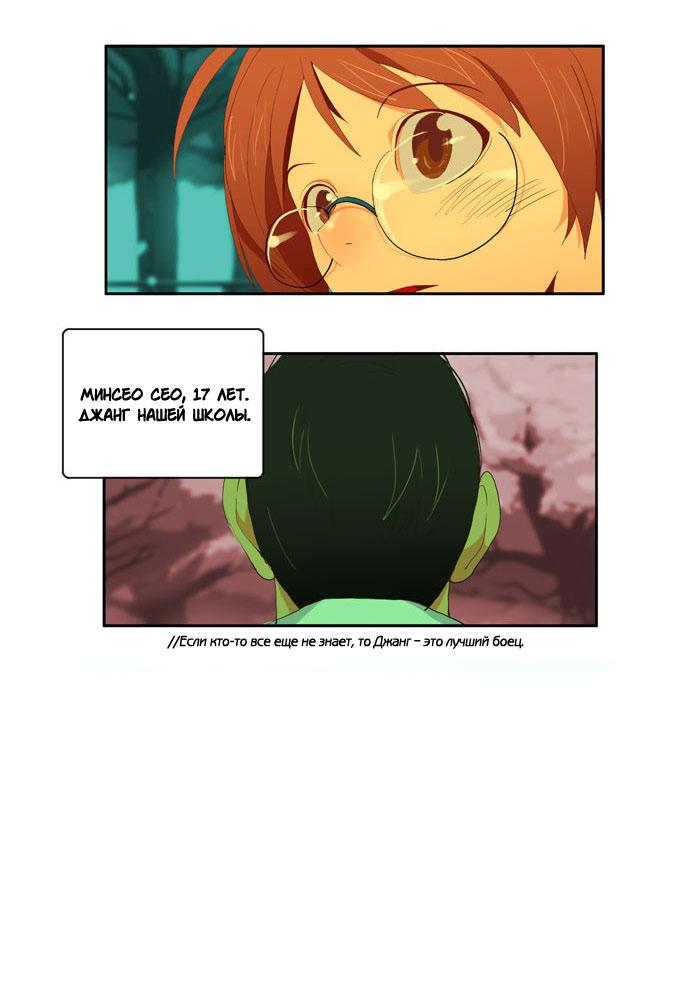 МИНСЕО СЕО, 17 ЛЕТ.
ДЖАНГ НАШЕЙ ШКОЛЫ.
//Если кто-то все еще не знает, то Джанг – это лучший боец.